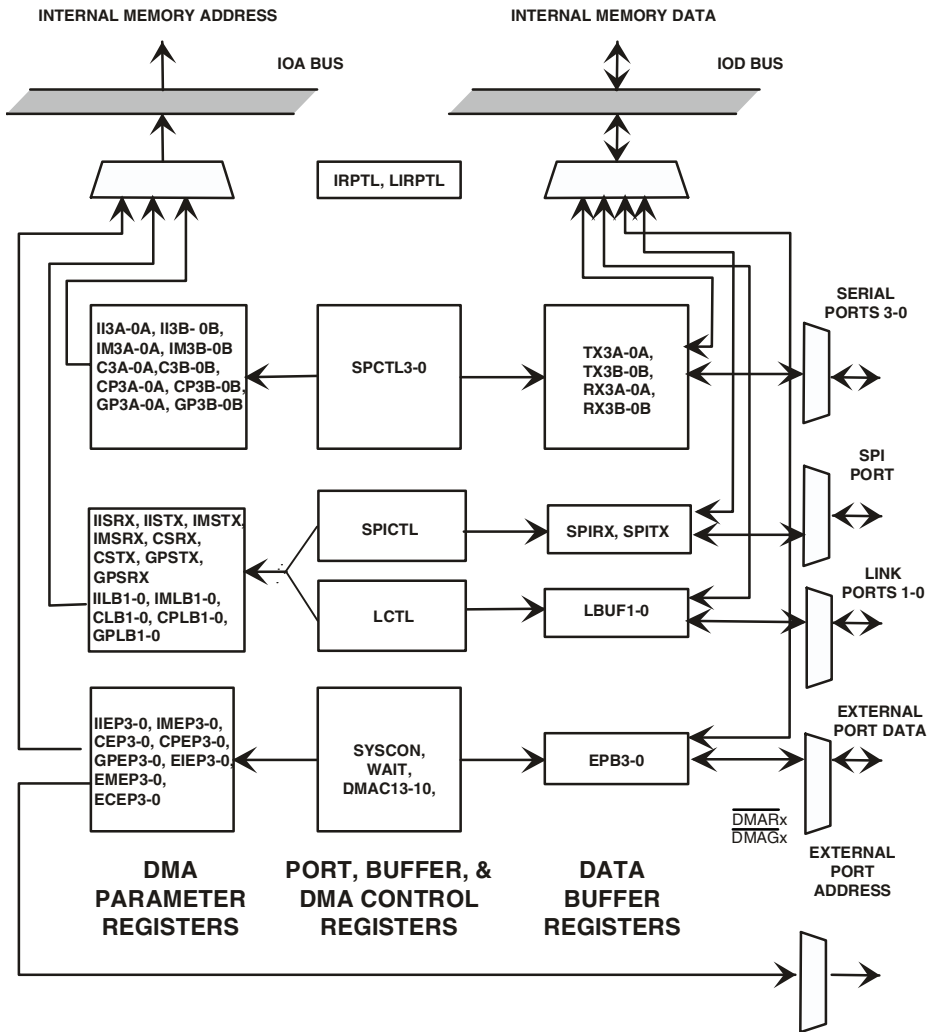 INTERNAL MEMORY ADDRESS
INTERNAL MEMORY DATA
IOA BUS
IOD BUS
IRPTL, LIRPTL
SERIAL
PORTS 3-0
II3A-0A, II3B- 0B,
IM3A-0A, IM3B-0B
C3A-0A,C3B-0B,
CP3A-0A, CP3B-0B,
GP3A-0A, GP3B-0B
SPCTL3-0
TX3A-0A,
TX3B-0B,
RX3A-0A,
RX3B-0B
SPI
PORT
IISRX, IISTX, IMSTX,
IMSRX, CSRX,
CSTX, GPSTX,
GPSRX
IILB1-0, IMLB1-0,
CLB1-0, CPLB1-0,
GPLB1-0
SPICTL
SPIRX, SPITX
LINK
PORTS 1-0
LCTL
LBUF1-0
IIEP3-0, IMEP3-0,
CEP3-0, CPEP3-0,
GPEP3-0, EIEP3-0,
EMEP3-0,
ECEP3-0
SYSCON,
WAIT,
DMAC13-10,
EPB3-0
EXTERNAL
PORT DATA
DMARx
DMAGx
EXTERNAL
PORT
ADDRESS
DMA
PARAMETER
REGISTERS
PORT, BUFFER, &
DMA CONTROL
REGISTERS
DATA
BUFFER
REGISTERS